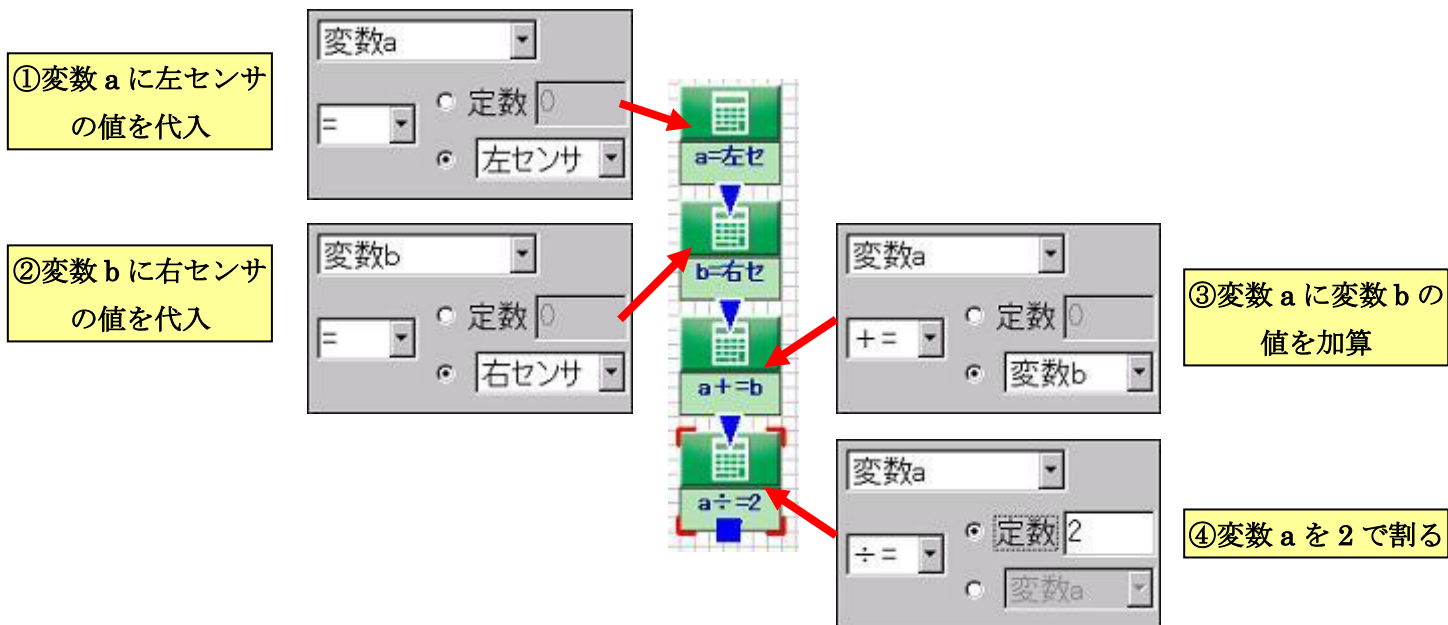 ①変数 a に左センサ
の値を代入
変数a
=
定数 0
左センサ
②変数 b に右センサ
の値を代入
変数b
=
定数 0
右センサ
a=左セ
b=右セ
a+=b
a÷=2
変数a
+=
定数 0
変数b
③変数 a に変数 b の
値を加算
変数a
÷=
定数 2
変数a
④変数 a を 2 で割る